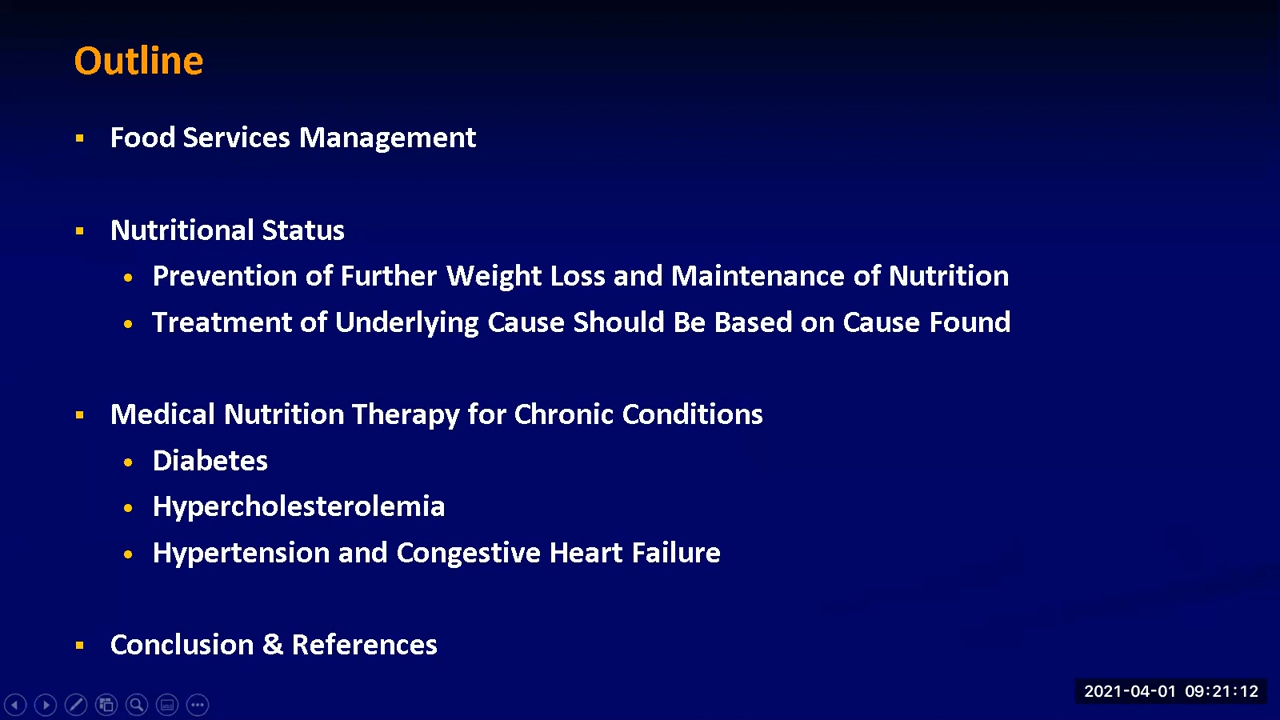 Outline
Food Services Management
Nutritional Status
Prevention of Further Weight Loss and Maintenance of Nutrition
Treatment of Underlying Cause Should Be Based on Cause Found
Medical Nutrition Therapy for Chronic Conditions
Diabetes
Hypercholesterolemia
Hypertension and Congestive Heart Failure
Conclusion & References
2021-04-01 09:21:12